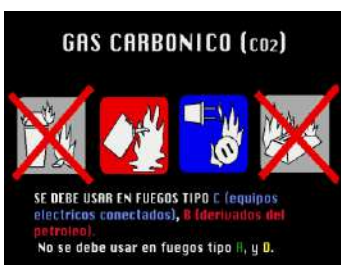 GAS CARBONICO (CO2)
SE DEBE USAR EN FUEGOS TIPO C (equipos
electricos conectados), B (derivados del
petroleo).
No se debe usar en fuegos tipo A, y D.